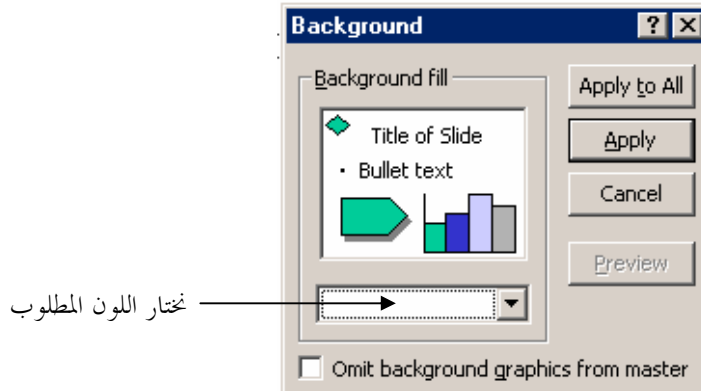 Background
Background fill
Apply to All
Title of Slide
Apply
• Bullet text
Cancel
Preview
نختار اللون المطلوب
Omit background graphics from master